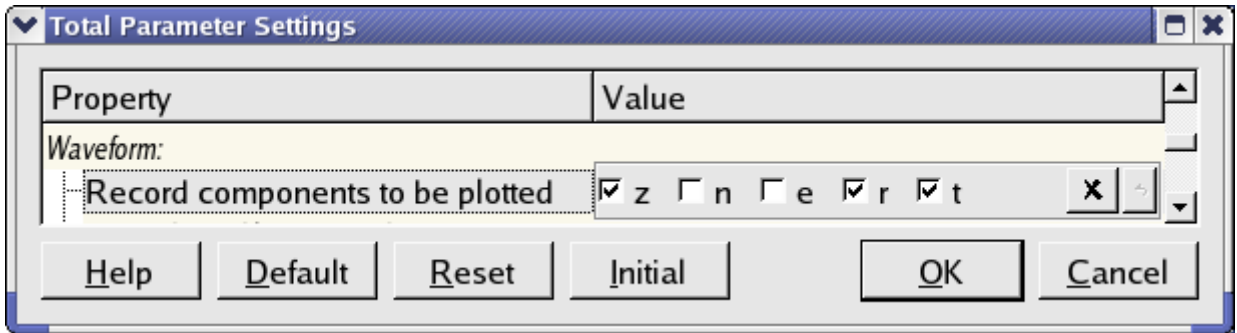 Total Parameter Settings
Property Value
Waveform:
Record components to be plotted z n e r t x
Help Default Reset Initial OK Cancel